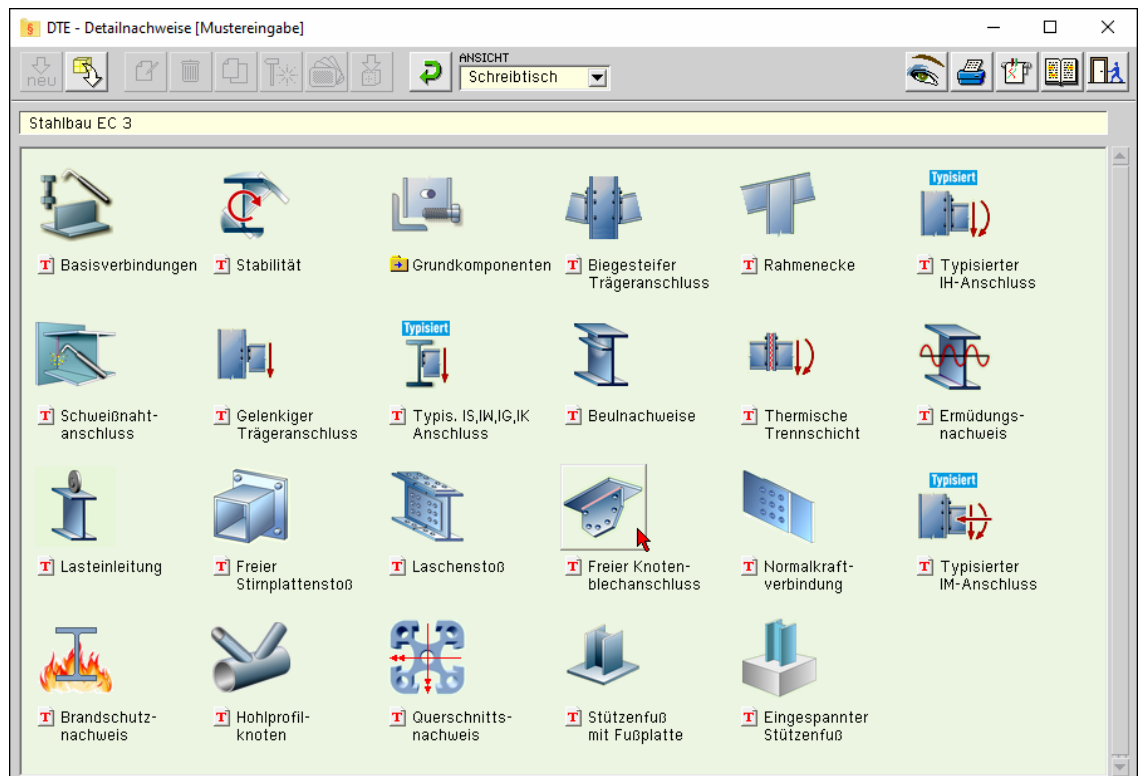 DTE - Detailnachweise [Mustereingabe]
neu
ANSICHT
Schreibtisch
Stahlbau EC 3
Typisiert
Basisverbindungen
Stabilität
Grundkomponenten
Biegesteifer
Trägeranschluss
Rahmenecke
Typisierter
IH-Anschluss
Typisiert
Schweißnaht-
anschluss
Gelenkiger
Trägeranschluss
Typis. IS,IW,IG,IK
Anschluss
Beulnachweise
Thermische
Trennschicht
Ermüdungs-
nachweis
Typisiert
Lasteinleitung
Freier
Stirnplattenstoß
Laschenstoß
Freier Knoten-
blechanschluss
Normalkraft-
verbindung
Typisierter
IM-Anschluss
Brandschutz-
nachweis
Hohlprofil-
knoten
Querschnitts-
nachweis
Stützenfuß
mit Fußplatte
Eingespannter
Stützenfuß